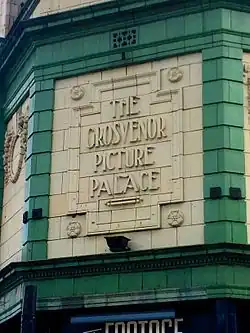 THE
GROSVENOR
PICTURE
PALACE
FOOTAGE